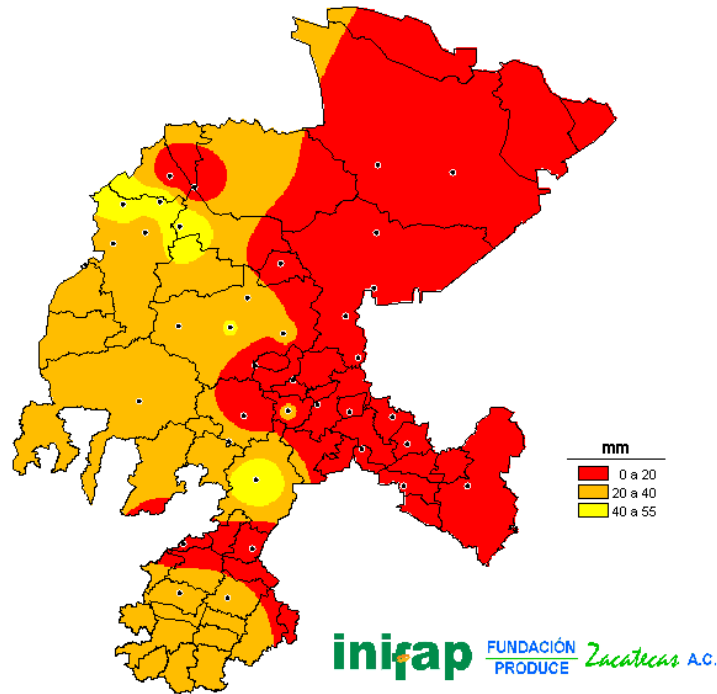 mm
0 a 20
20 a 40
40 a 55
inifap
FUNDACIÓN
PRODUCE
Zacatecas A.C.